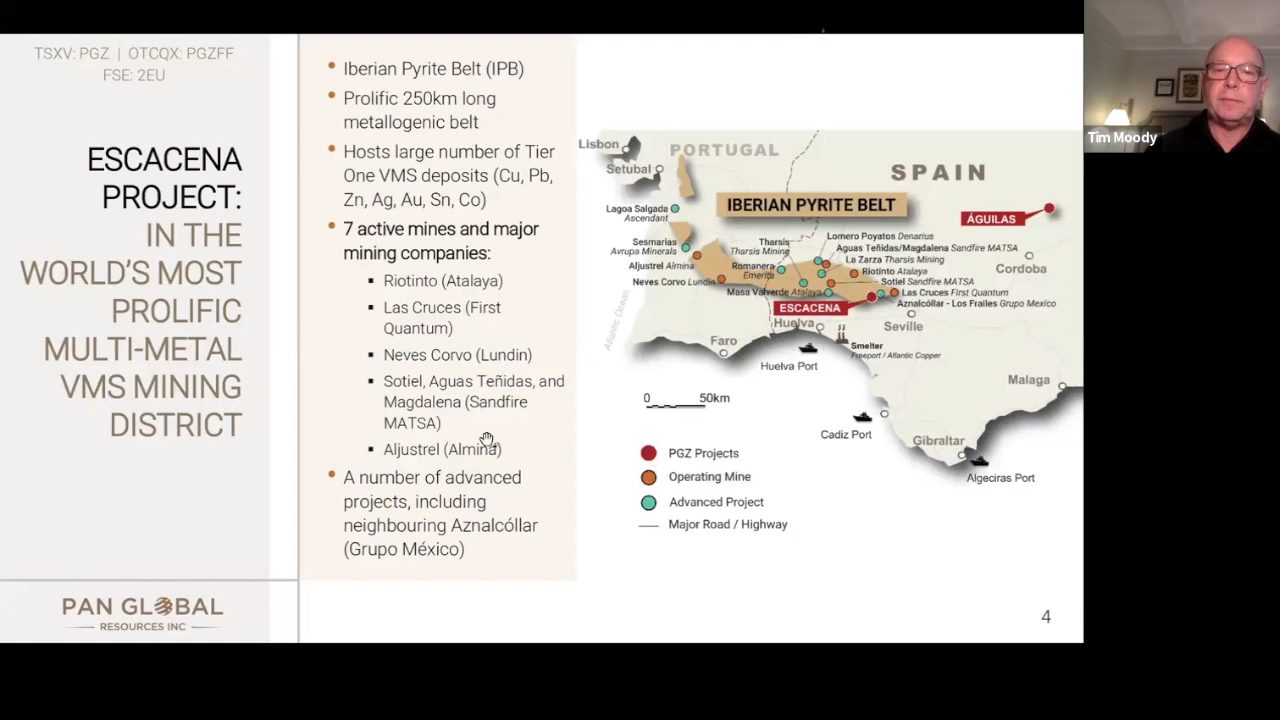 TSXV: PGZ | OTCQX: PGZFF
FSE: 2EU
ESCACENA
PROJECT:
IN THE
WORLD'S MOST
PROLIFIC
MULTI-METAL
VMS MINING
DISTRICT
PAN GLOBAL
RESOURCES INC
• Iberian Pyrite Belt (IPB)
• Prolific 250km long
metallogenic belt
• Hosts large number of Tier
One VMS deposits (Cu, Pb,
Zn, Ag, Au, Sn, Co)
• 7 active mines and major
mining companies:
▪ Riotinto (Atalaya)
▪ Las Cruces (First
Quantum)
▪ Neves Corvo (Lundin)
▪ Sotiel, Aguas Teñidas, and
Magdalena (Sandfire
MATSA)
▪ Aljustrel (Almina)
• A number of advanced
projects, including
neighbouring Aznalcóllar
(Grupo México)
Lisbon
PORTUGAL
Setubal
SPAIN
IBERIAN PYRITE BELT
Lagoa Salgada
Ascendant
ÁGUILAS
Sesmarias
Avrupa Minerals
Tharsis
Tharsis Mining
Lomero Poyatos Denarius
Aguas Teñidas/Magdalena Sandfire MATSA
La Zarza Tharsis Mining
Aljustrel Almina
Romanera
Emerita
Riotinto Atalaya
Cordoba
Neves Corvo Lundin
Sotiel Sandfire MATSA
Masa Valverde Atalaya
Las Cruces First Quantum
Aznalcóllar - Los Frailes Grupo Mexico
ESCACENA
Atlantic Ocean
Huelva
Seville
Faro
Smelter
Freeport / Atlantic Copper
Huelva Port
Malaga
0 50km
Cadiz Port
Gibraltar
Algeciras Port
PGZ Projects
Operating Mine
Advanced Project
Major Road / Highway
4
Tim Moody